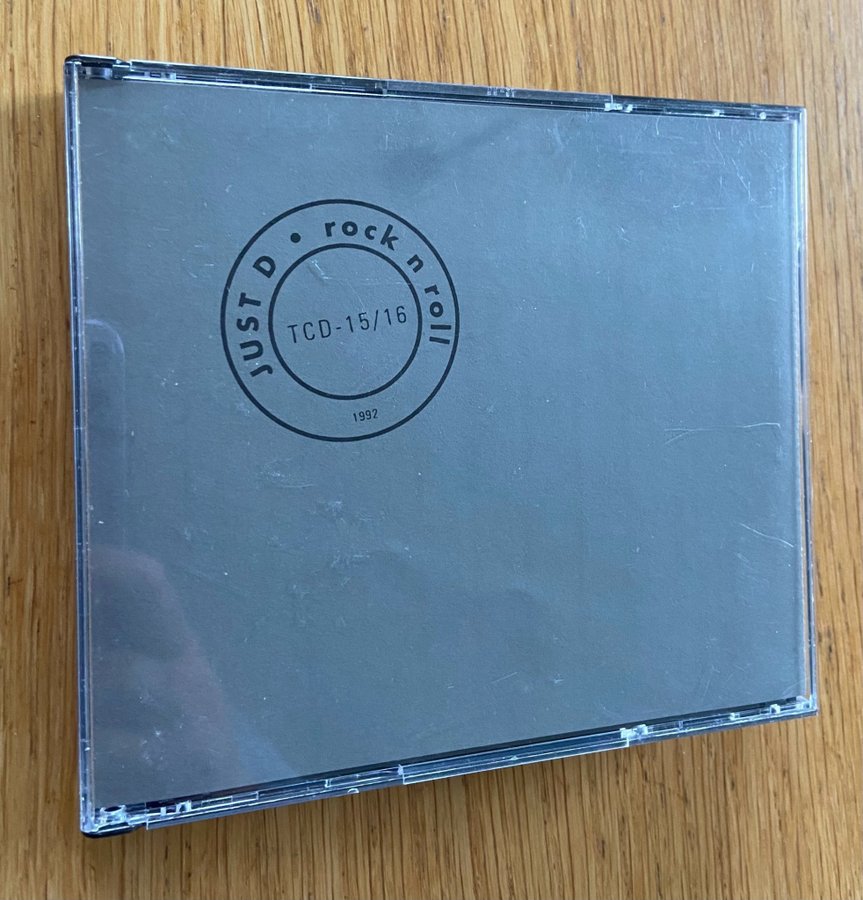 JUST D • rock n roll
TCD-15/16
1992